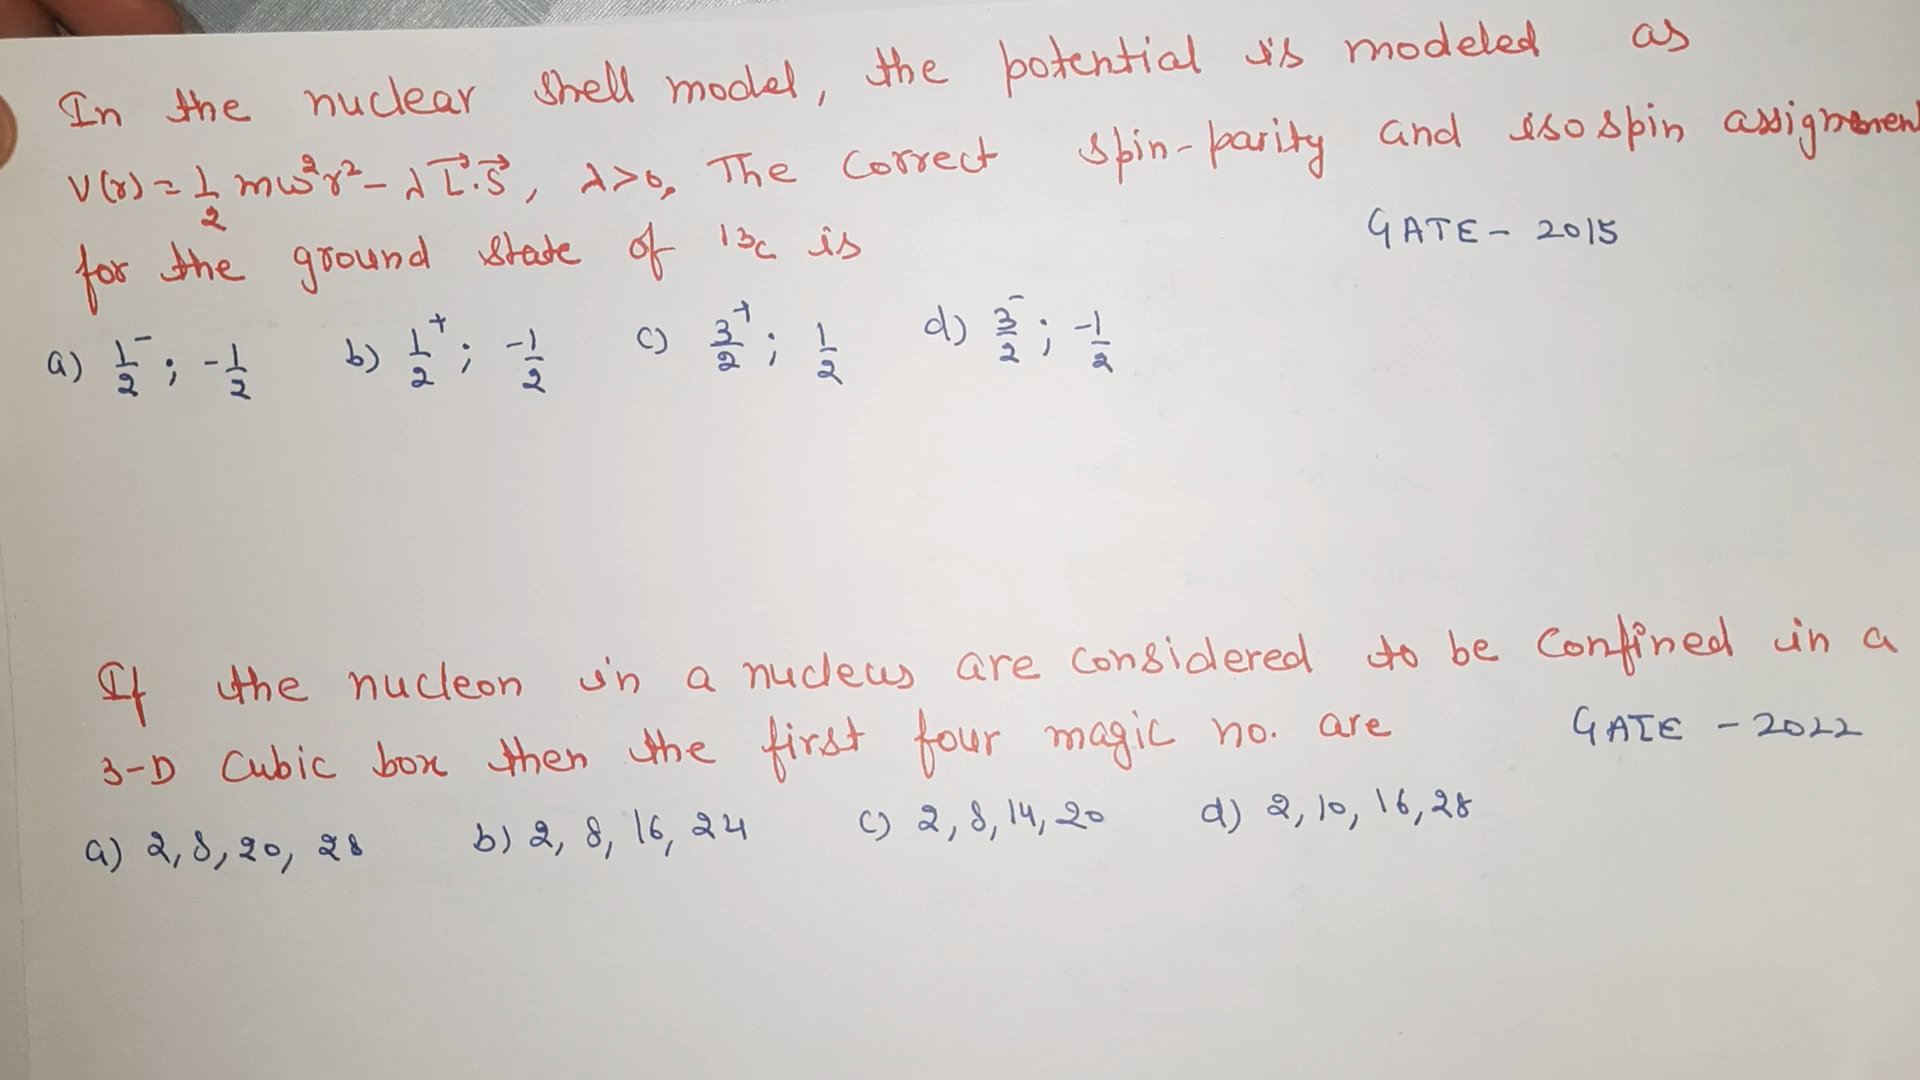 In the nuclear shell model, the potential is modeled as
V(r) = 1/2 mω²r² - λ L⃗.S⃗, λ>0, The correct spin-parity and isospin assignment
for the ground state of 13c is
GATE - 2015
a) 1/2⁻ ; -1/2 b) 1/2⁺ ; -1/2 c) 3/2⁺ ; 1/2 d) 3/2⁻ ; -1/2
If the nucleon in a nucleus are considered to be confined in a
3-D cubic box then the first four magic no. are
GATE - 2022
a) 2, 8, 20, 28 b) 2, 8, 16, 24 c) 2, 8, 14, 20 d) 2, 10, 16, 28